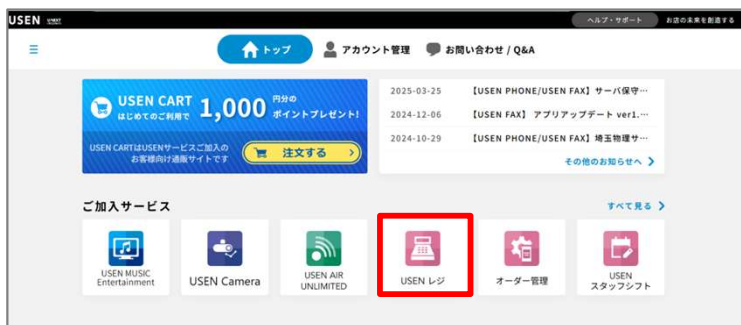 USEN
ヘルプ・サポート
お店の未来を創造する
トップ
アカウント管理
お問い合わせ / Q&A
USEN CART
はじめてのご利用で
1,000
円分の
ポイントプレゼント!
USEN CARTはUSENサービスご加入の
お客様向け通販サイトです
注文する
2025-03-25 【USEN PHONE/USEN FAX】サーバ保守…
2024-12-06 【USEN FAX】 アプリアップデート ver1.…
2024-10-29 【USEN PHONE/USEN FAX】埼玉物理サ…
その他のお知らせへ
ご加入サービス
すべて見る
USEN MUSIC
Entertainment
USEN Camera
USEN AIR
UNLIMITED
USEN レジ
オーダー管理
USEN
スタッフシフト